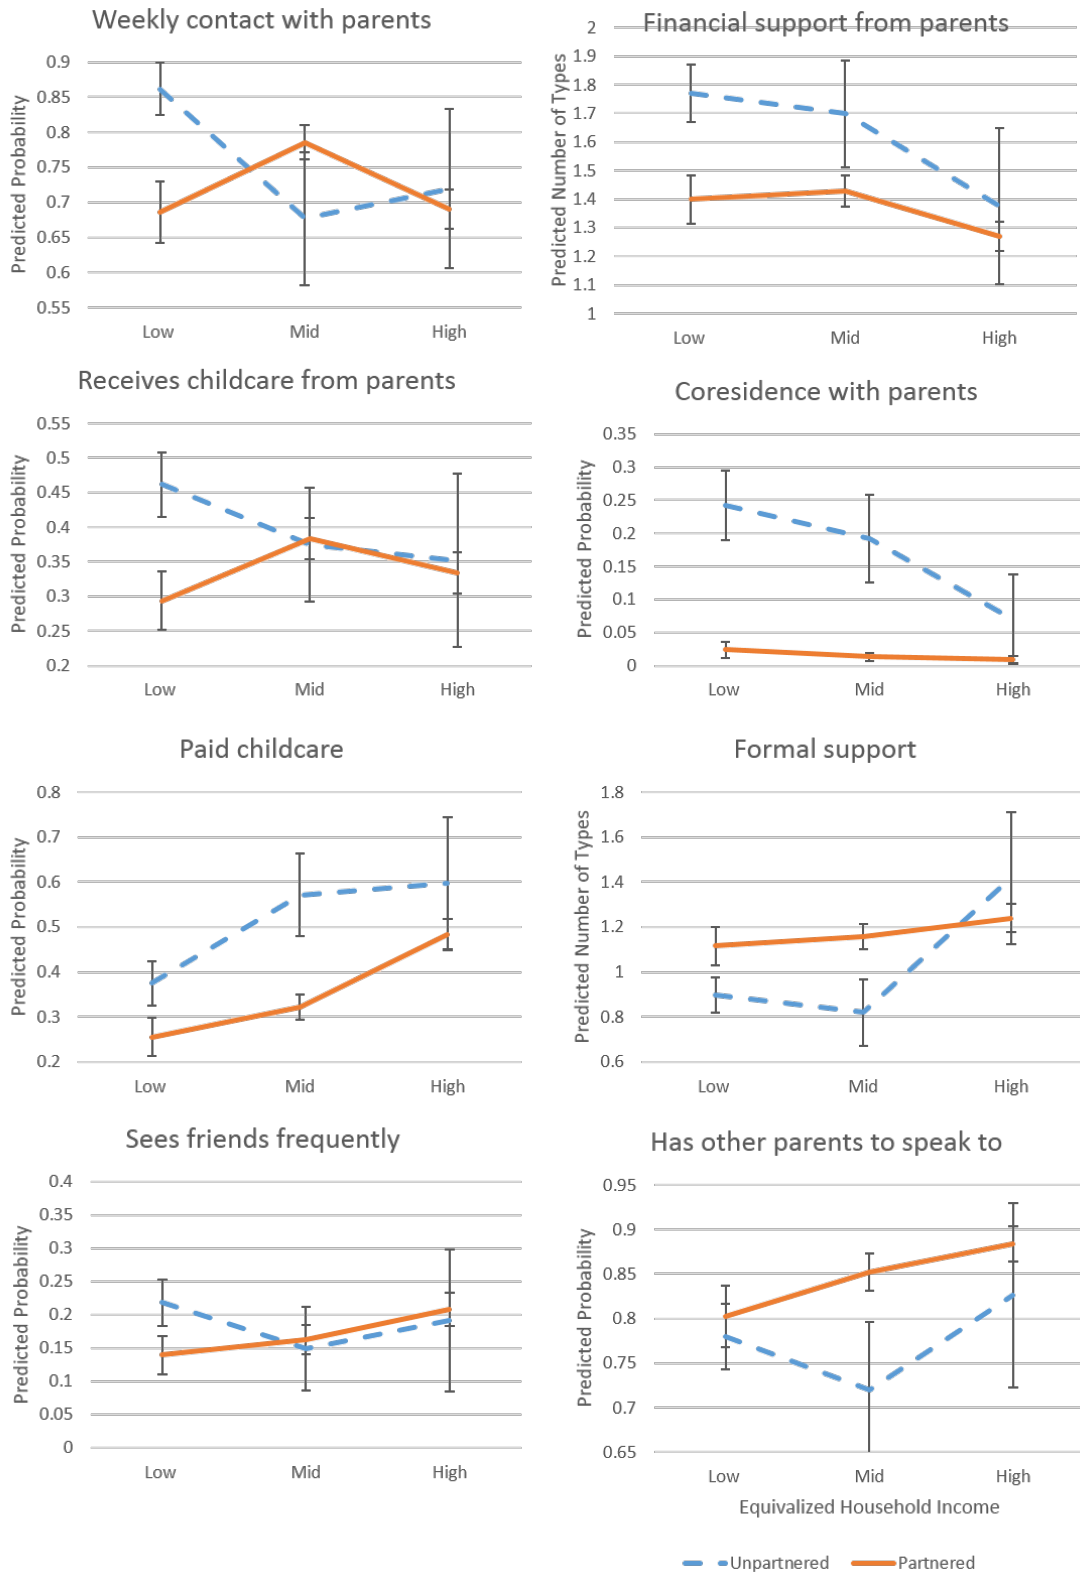 Weekly contact with parents
Predicted Probability
0.9
0.85
0.8
0.75
0.7
0.65
0.6
0.55
Low Mid High
Financial support from parents
Predicted Number of Types
2
1.9
1.8
1.7
1.6
1.5
1.4
1.3
1.2
1.1
1
Low Mid High
Receives childcare from parents
Predicted Probability
0.55
0.5
0.45
0.4
0.35
0.3
0.25
0.2
Low Mid High
Coresidence with parents
Predicted Probability
0.35
0.3
0.25
0.2
0.15
0.1
0.05
0
Low Mid High
Paid childcare
Predicted Probability
0.8
0.7
0.6
0.5
0.4
0.3
0.2
Low Mid High
Formal support
Predicted Number of Types
1.8
1.6
1.4
1.2
1
0.8
0.6
Low Mid High
Sees friends frequently
Predicted Probability
0.4
0.35
0.3
0.25
0.2
0.15
0.1
0.05
0
Low Mid High
Has other parents to speak to
Predicted Probability
0.95
0.9
0.85
0.8
0.75
0.7
0.65
Low Mid High
Equivalized Household Income
Unpartnered Partnered